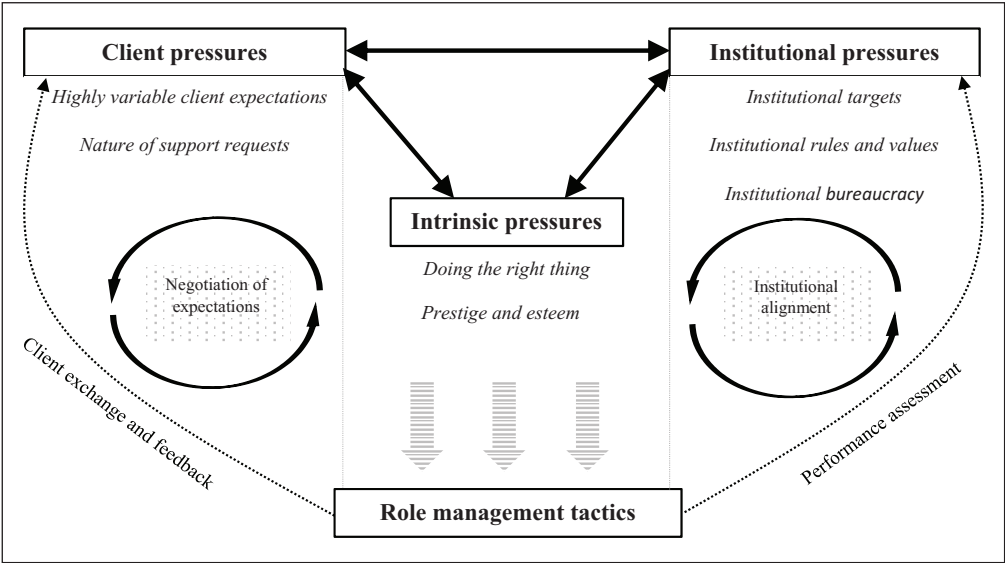 Client pressures
Institutional pressures
Highly variable client expectations
Nature of support requests
Institutional targets
Institutional rules and values
Institutional bureaucracy
Intrinsic pressures
Doing the right thing
Prestige and esteem
Negotiation of
expectations
Institutional
alignment
Client exchange and feedback
Performance assessment
Role management tactics